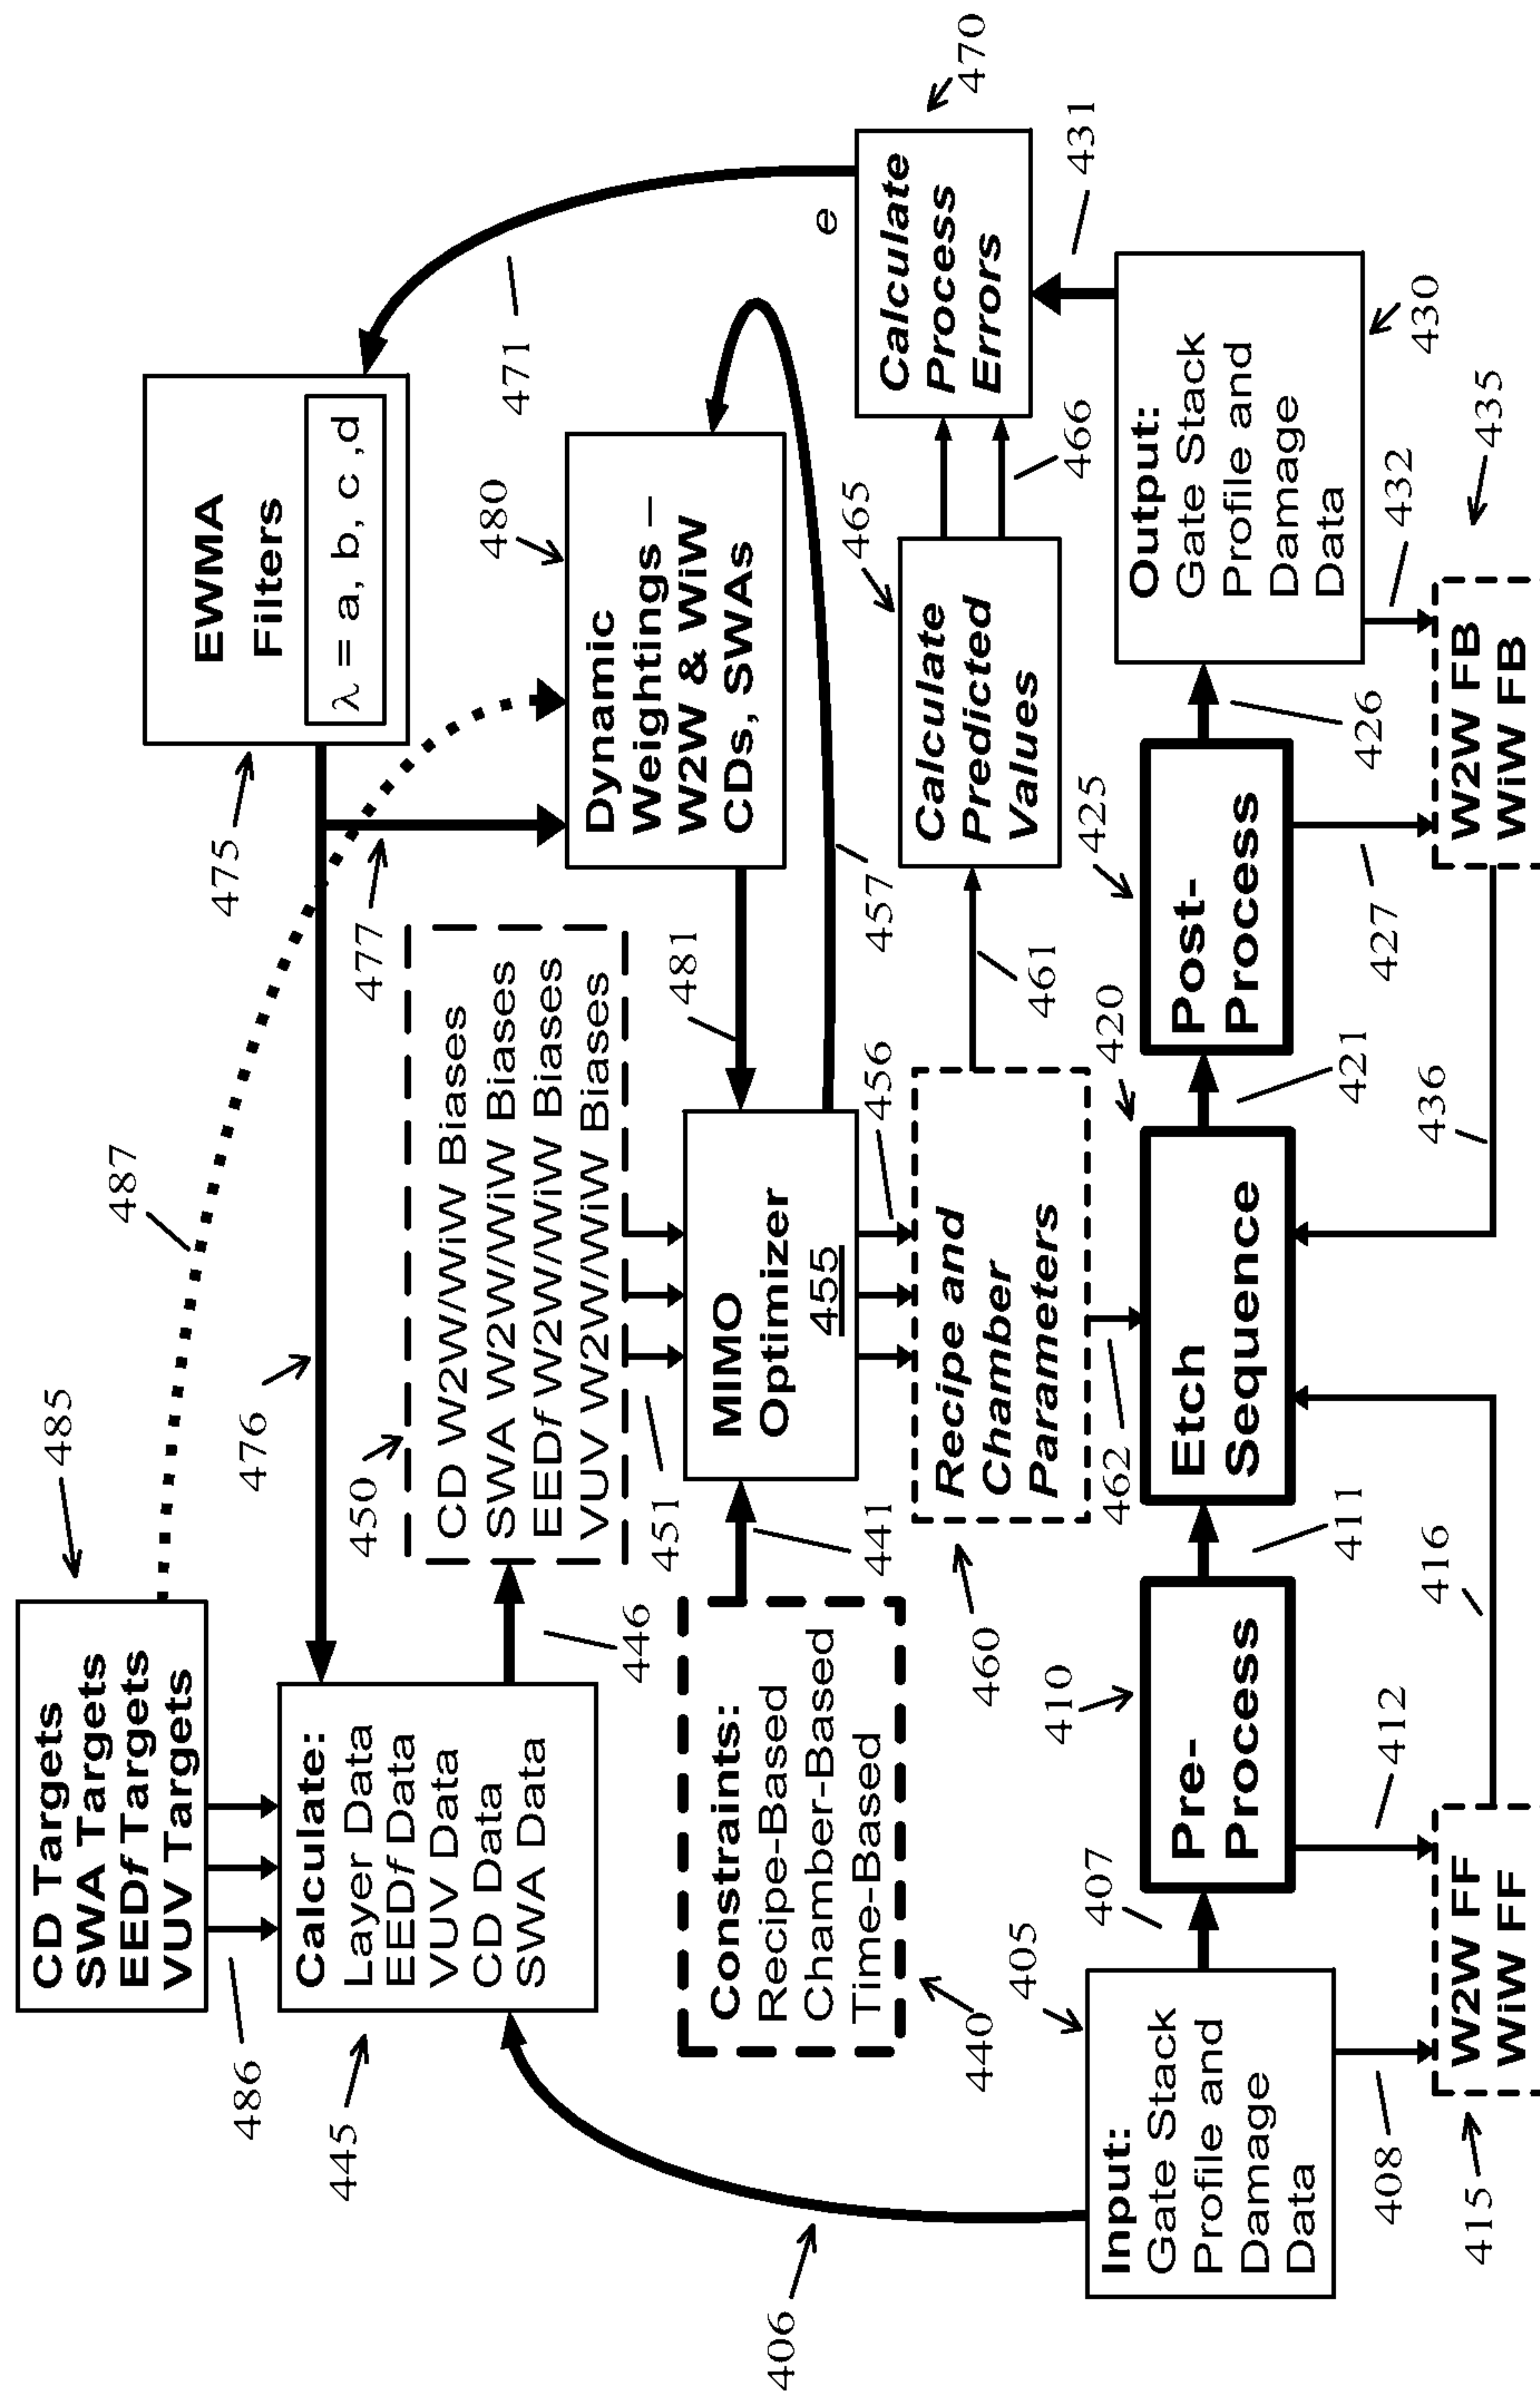 CD Targets
SWA Targets
EEDf Targets
VUV Targets
485
486
487
EWMA
Filters
λ = a, b, c ,d
475
476
477
471
Calculate:
Layer Data
EEDf Data
VUV Data
CD Data
SWA Data
445
446
450
CD W2W/WiW Biases
SWA W2W/WiW Biases
EEDf W2W/WiW Biases
VUV W2W/WiW Biases
451
480
Dynamic
Weightings –
W2W & WiW
CDs, SWAs
481
Constraints:
Recipe-Based
Chamber-Based
Time-Based
440
441
MIMO
Optimizer
455
456
457
e
Calculate
Process
Errors
470
431
Calculate
Predicted
Values
465
466
461
Recipe and
Chamber
Parameters
460
462
406
Input:
Gate Stack
Profile and
Damage
Data
405
407
408
Pre-
Process
410
411
412
Etch
Sequence
420
421
Post-
Process
425
426
427
Output:
Gate Stack
Profile and
Damage
Data
430
432
W2W FF
WiW FF
415
416
W2W FB
WiW FB
435
436